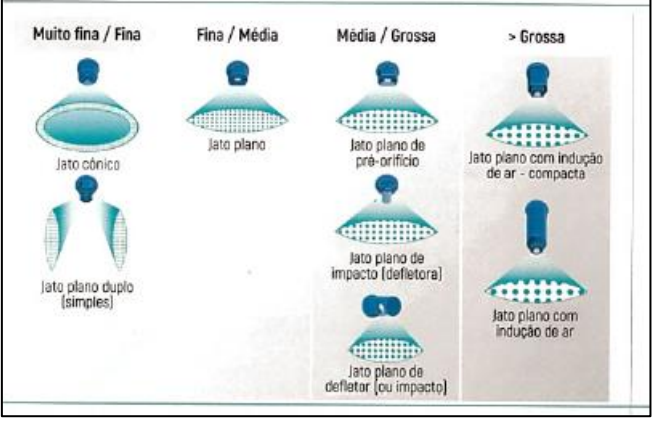 Muito fina / Fina
Fina / Média
Média / Grossa
> Grossa
Jato cônico
Jato plano
Jato plano de
pré-orifício
Jato plano com indução
de ar - compacta
Jato plano duplo
(simples)
Jato plano de
impacto (defletora)
Jato plano com
indução de ar
Jato plano de
defletor (ou impacto)